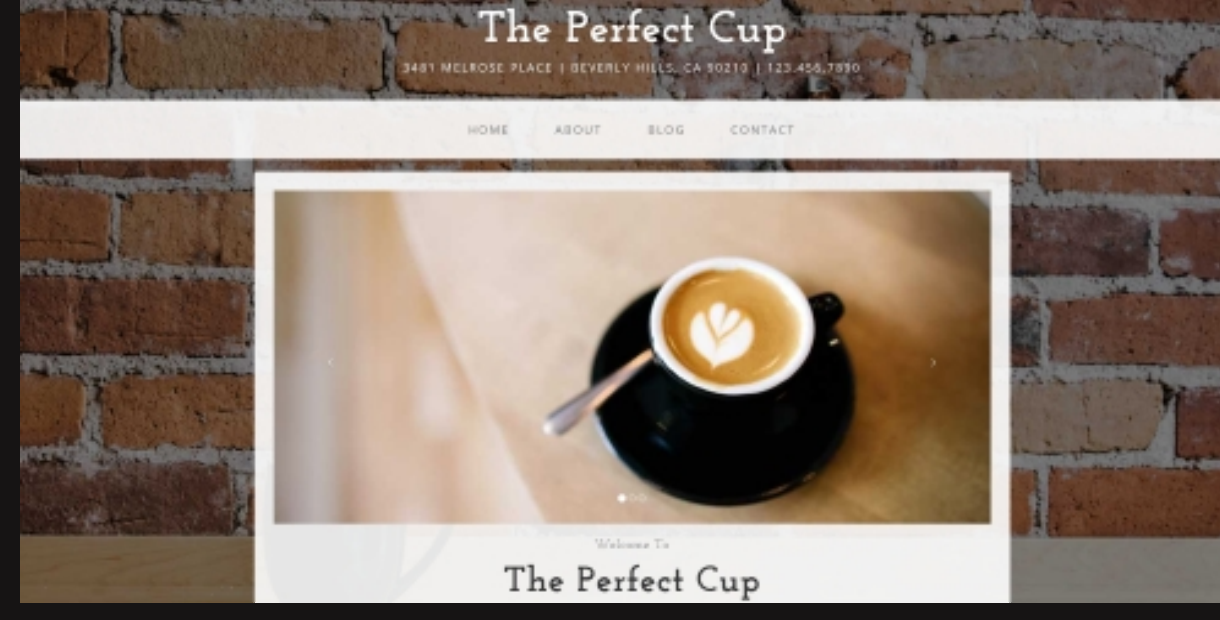 The Perfect Cup
3481 MELROSE PLACE | BEVERLY HILLS, CA 90210 | 123.456.7890
HOME ABOUT BLOG CONTACT
Welcome To
The Perfect Cup